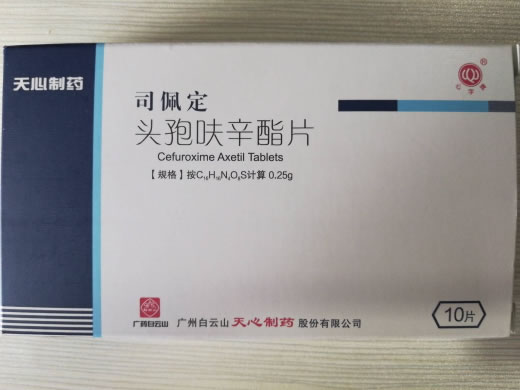 天心制药
司佩定
头孢呋辛酯片
Cefuroxime Axetil Tablets
【规格】按C₁₆H₁₆N₄O₈S计算 0.25g
心字牌
®
广药白云山
广州白云山 天心制药 股份有限公司
10片